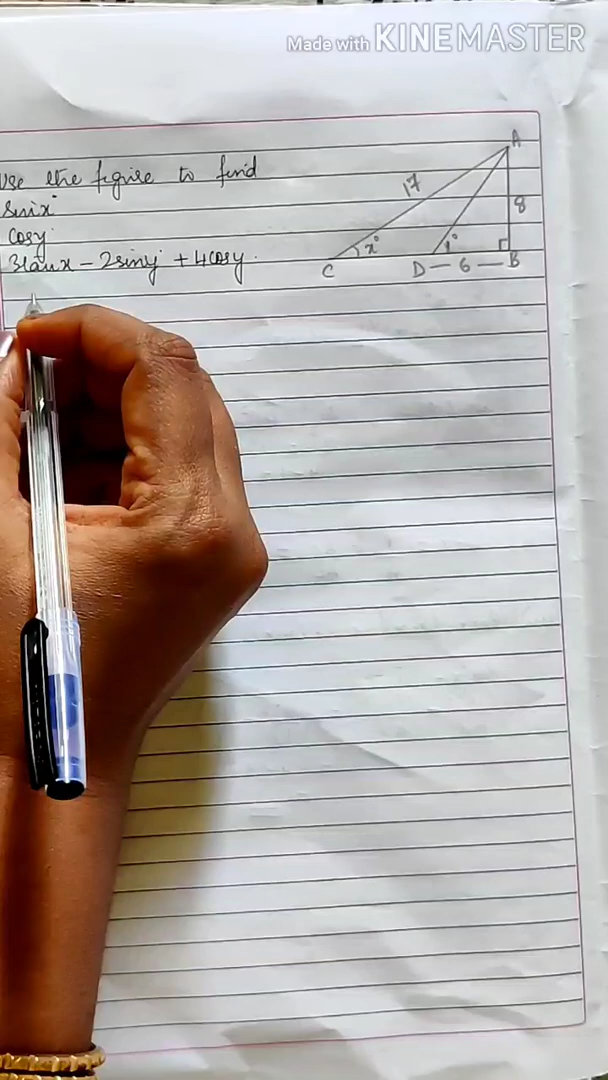 Made with KINEMASTER
use the figure to find
sin x°
cos y°
3tan x - 2sin y + 4cos y.
A
17
8
x°
y°
C
D — 6 — B